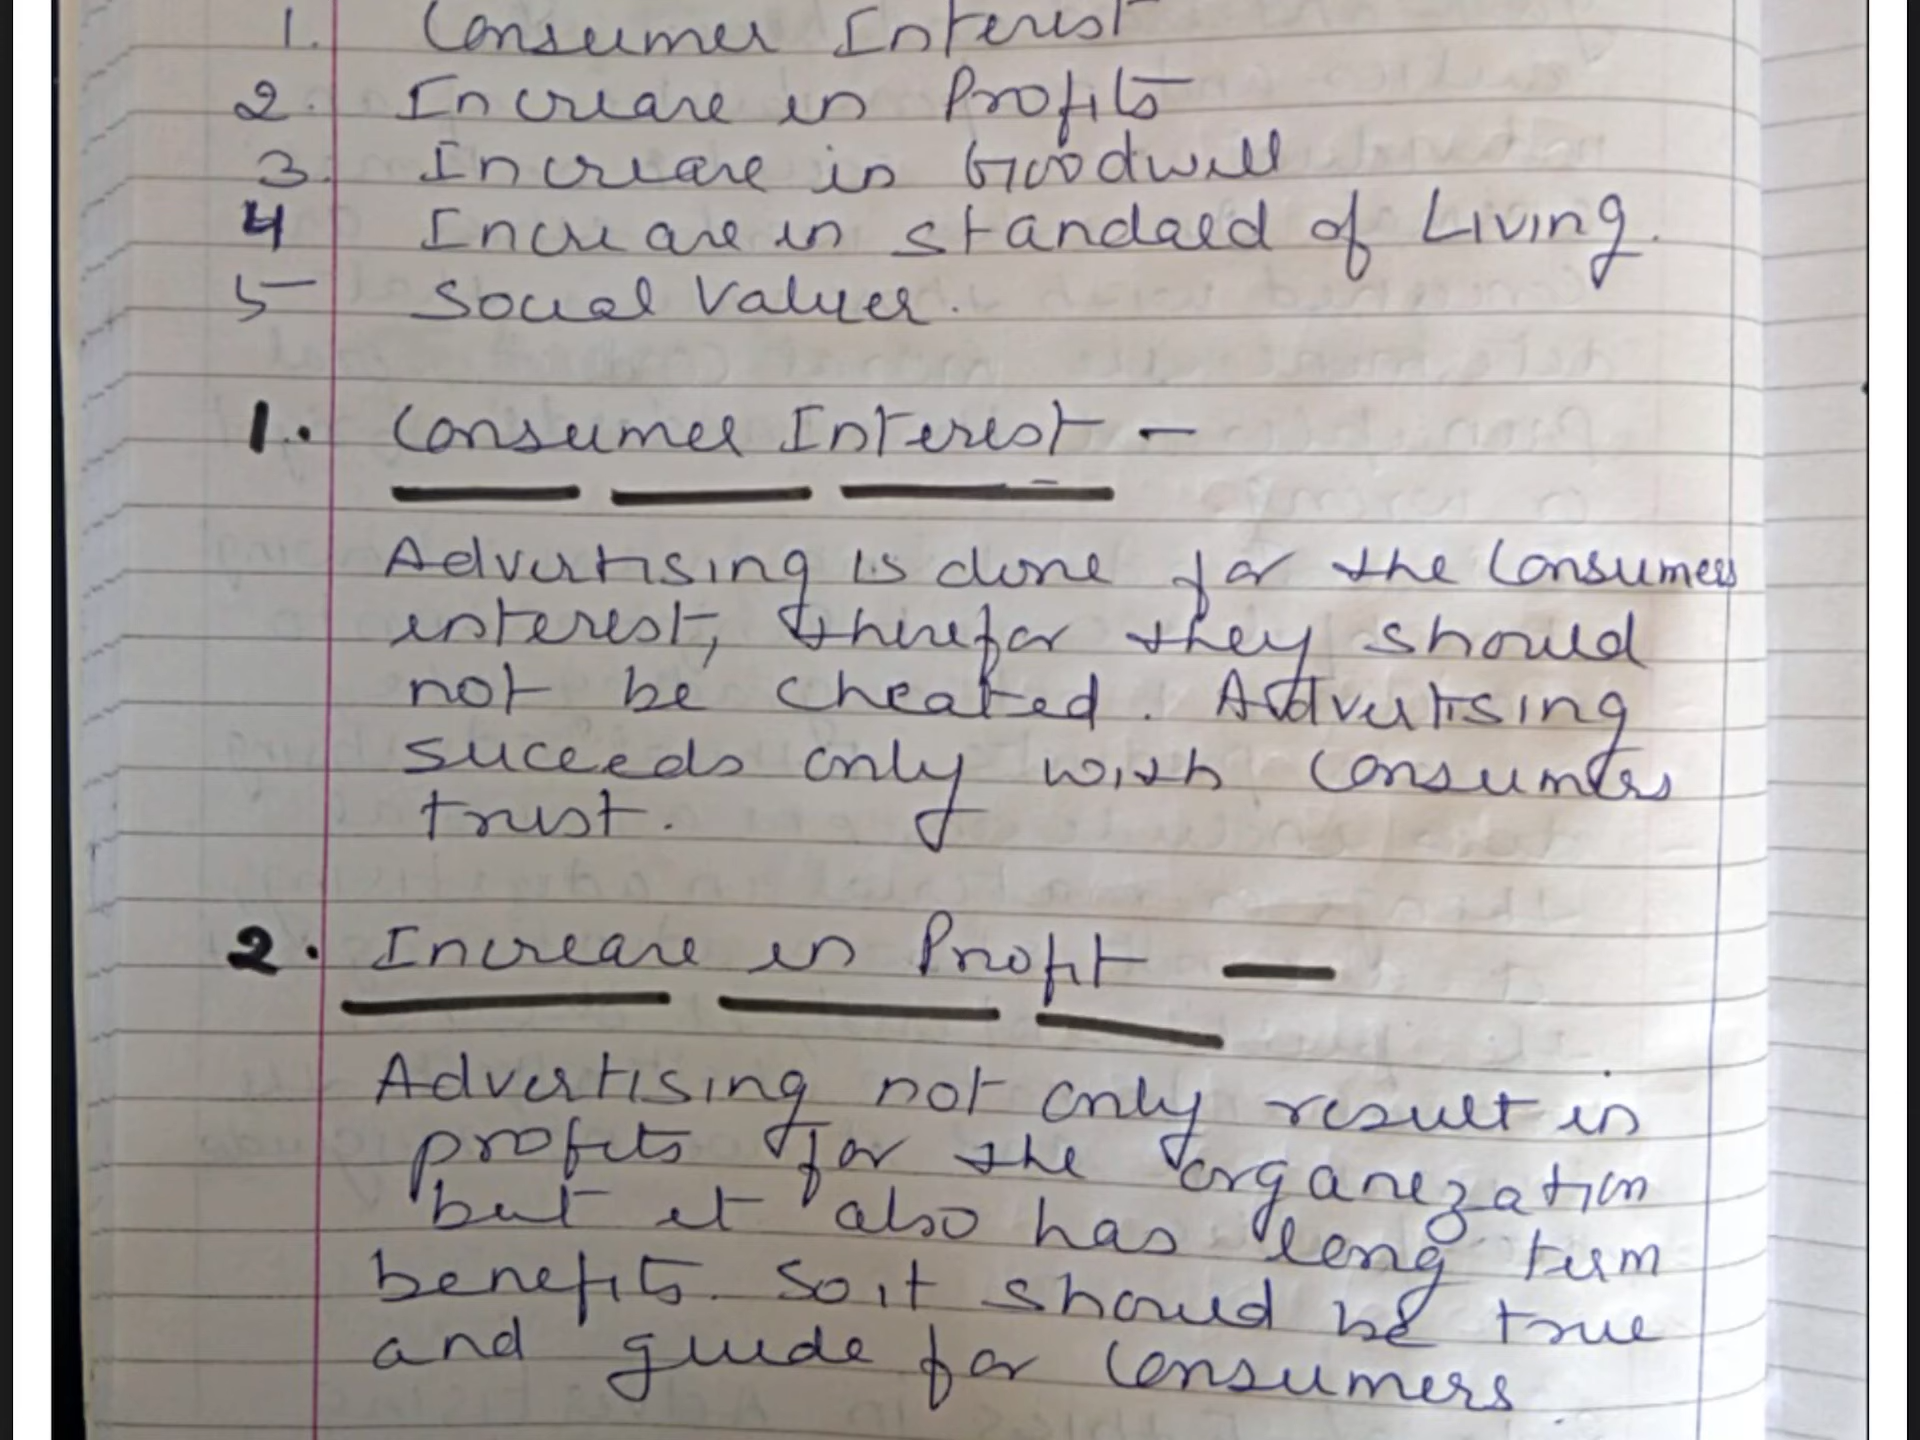 1. Consumer Interest
2. Increase in Profits
3. Increase in Goodwill
4 Increase in standard of Living.
5 Social Values.
1. Consumer Interest -
Advertising is done for the Consumers
interest, therefor they should
not be cheated. Advertising
suceeds only with Consumers
trust.
2. Increase in Profit -
Advertising not only result in
profits for the organization
but it also has long term
benefits. So it should be true
and guide for Consumers.